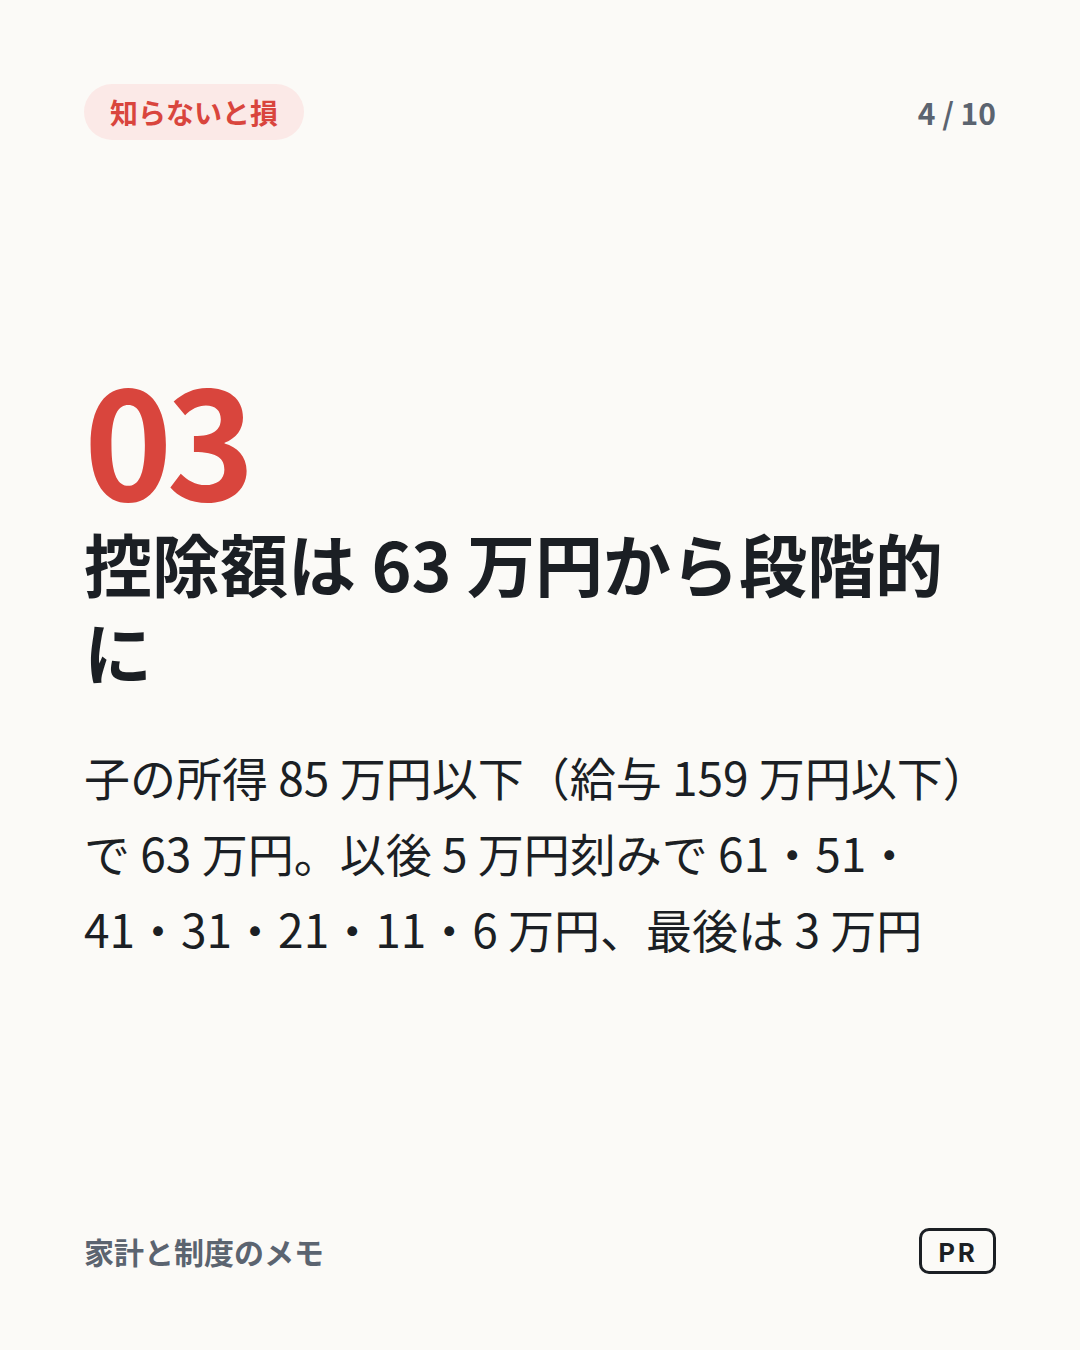 知らないと損
4 / 10
03
控除額は 63 万円から段階的
に
子の所得 85 万円以下（給与 159 万円以下）
で 63 万円。以後 5 万円刻みで 61・51・
41・31・21・11・6 万円、最後は 3 万円
家計と制度のメモ
PR